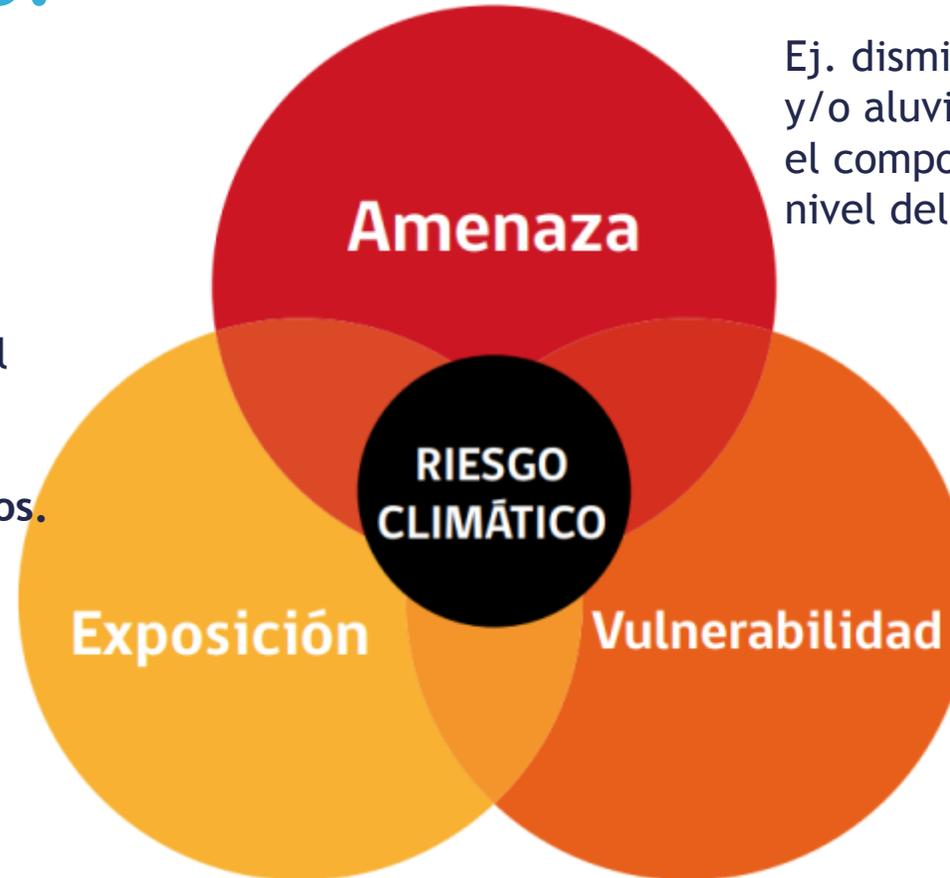 Ej. dismi
y/o aluvi
el compo
nivel del
Amenaza
l
os.
RIESGO
CLIMÁTICO
Exposición
Vulnerabilidad